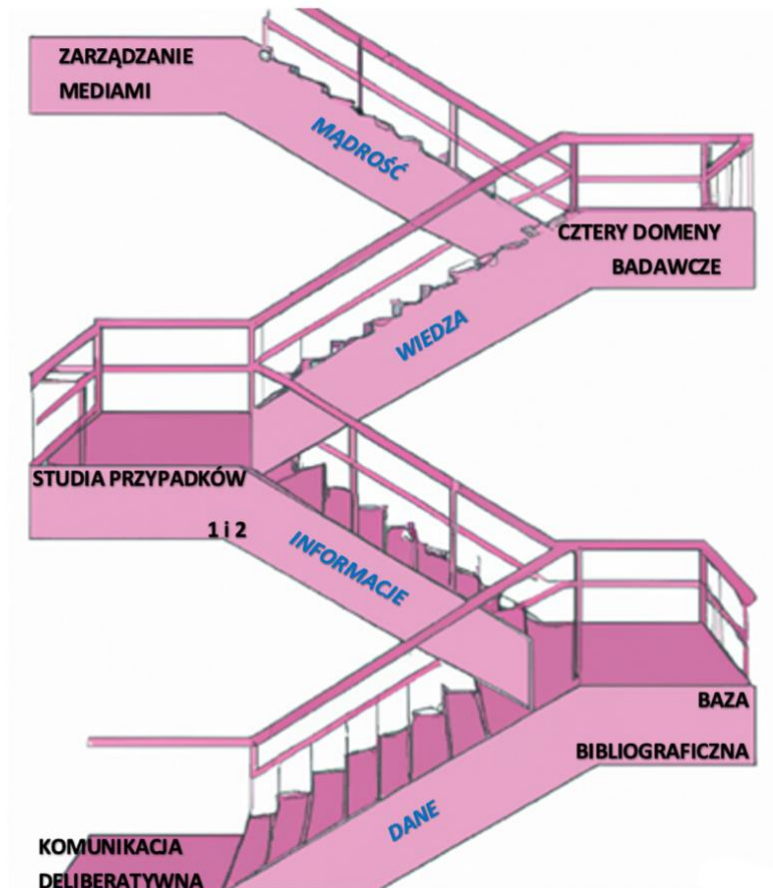 ZARZĄDZANIE
MEDIAMI
MĄDROŚĆ
CZTERY DOMENY
BADAWCZE
WIEDZA
STUDIA PRZYPADKÓW
1 i 2
INFORMACJE
BAZA
BIBLIOGRAFICZNA
DANE
KOMUNIKACJA
DELIBERATYWNA